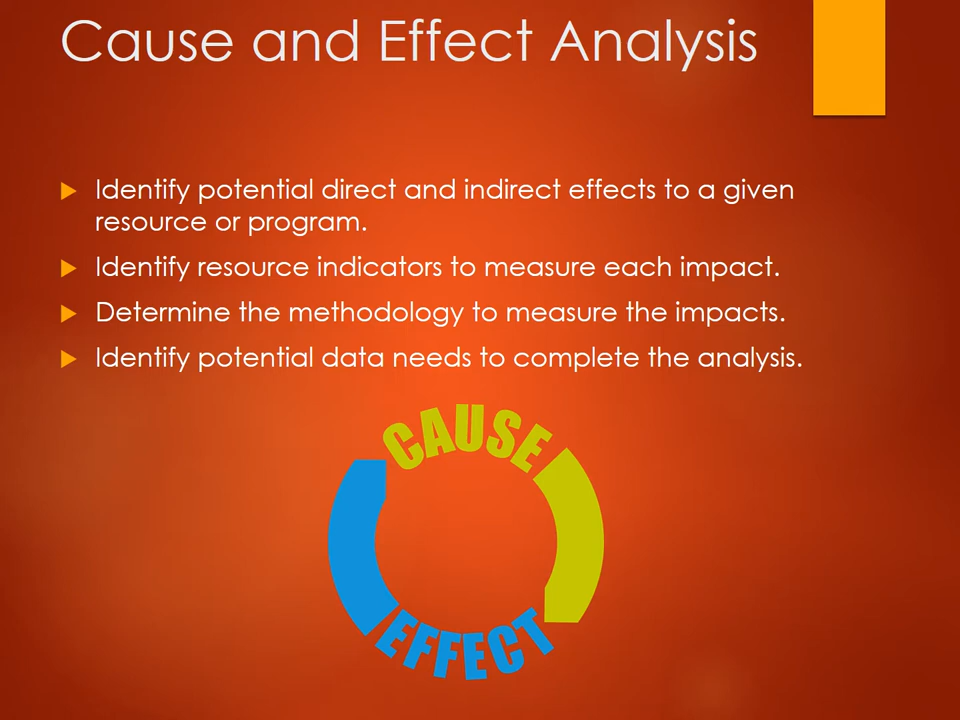 Cause and Effect Analysis
Identify potential direct and indirect effects to a given
resource or program.
Identify resource indicators to measure each impact.
Determine the methodology to measure the impacts.
Identify potential data needs to complete the analysis.
CAUSE
EFFECT